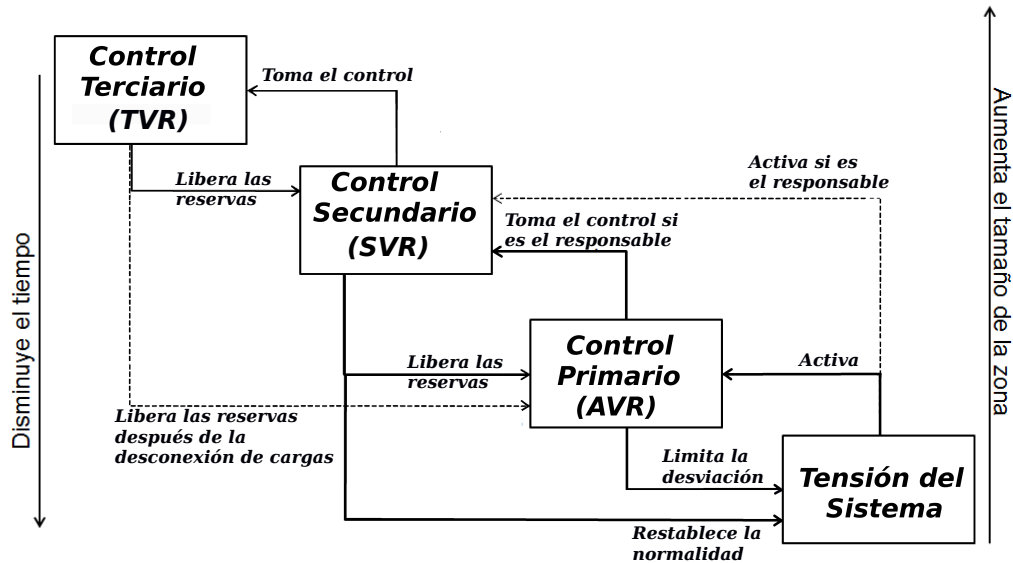 Control
Terciario
(TVR)
Toma el control
Libera las
reservas
Control
Secundario
(SVR)
Activa si es
el responsable
Toma el control si
es el responsable
Control
Primario
(AVR)
Libera las
reservas
Activa
Libera las reservas
después de la
desconexión de cargas
Limita la
desviación
Tensión del
Sistema
Restablece la
normalidad
Disminuye el tiempo
Aumenta el tamaño de la zona